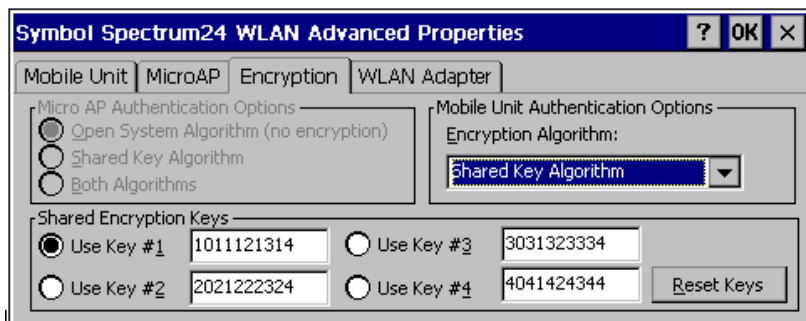 Symbol Spectrum24 WLAN Advanced Properties ? OK ×
Mobile Unit MicroAP Encryption WLAN Adapter
Micro AP Authentication Options
Open System Algorithm (no encryption)
Shared Key Algorithm
Both Algorithms
Mobile Unit Authentication Options
Encryption Algorithm:
Shared Key Algorithm
Shared Encryption Keys
Use Key #1 1011121314 Use Key #3 3031323334
Use Key #2 2021222324 Use Key #4 4041424344 Reset Keys